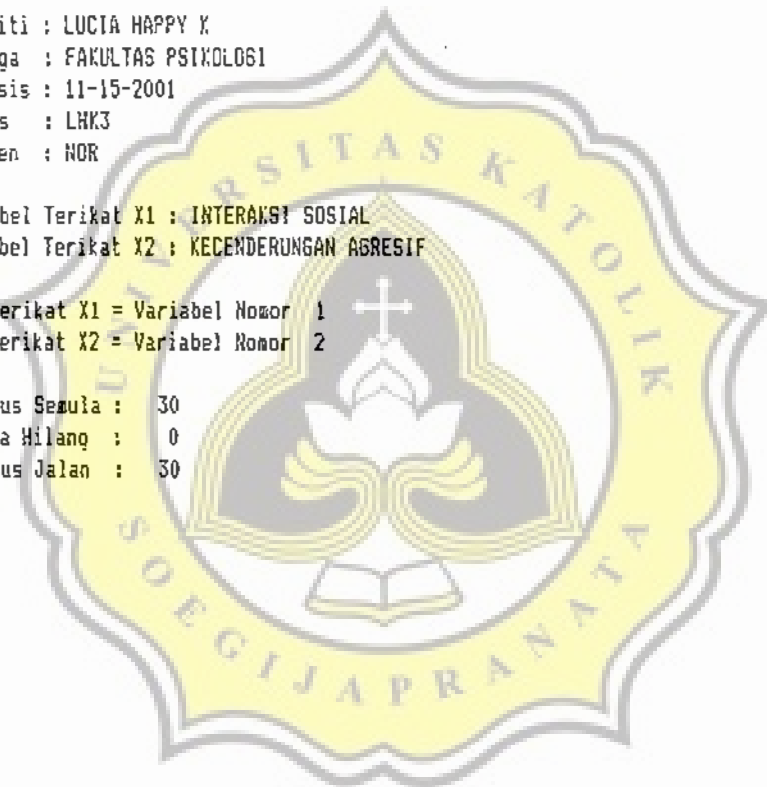 iti : LUCIA HAPPY K
ga : FAKULTAS PSIKOLOGI
sis : 11-15-2001
s : LHK3
en : NOR
bel Terikat X1 : INTERAKSI SOSIAL
bel Terikat X2 : KECENDERUNGAN AGRESIF
erikat X1 = Variabel Nomor 1
erikat X2 = Variabel Nomor 2
us Semula : 30
a Hilang : 0
us Jalan : 30
UNIVERSITAS KATOLIK
SOEGIJAPRANATA